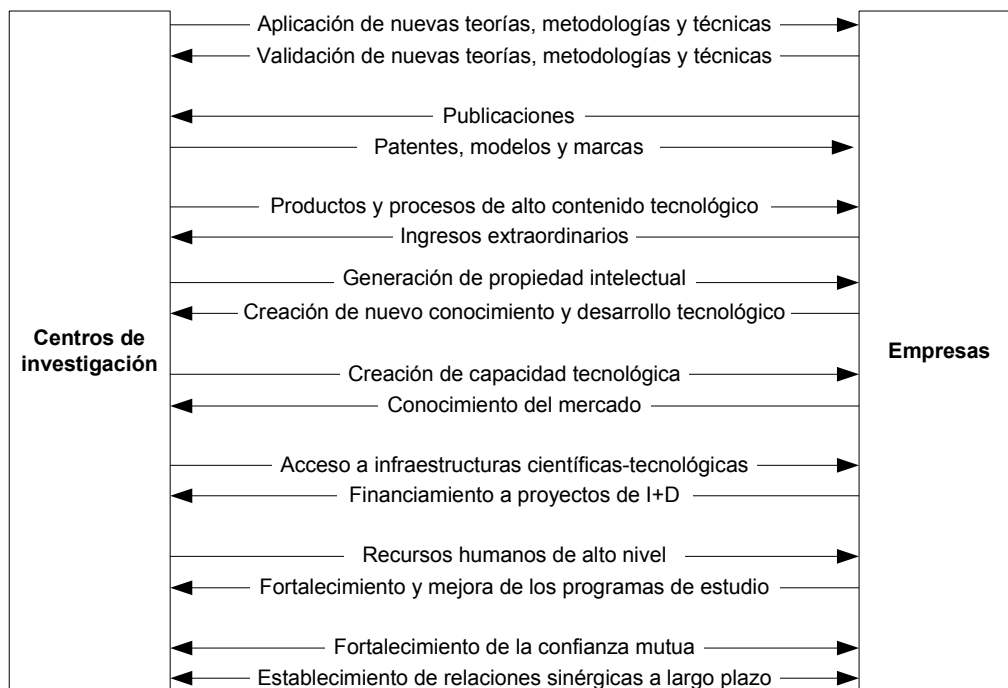 Aplicación de nuevas teorías, metodologías y técnicas
Validación de nuevas teorías, metodologías y técnicas
Publicaciones
Patentes, modelos y marcas
Productos y procesos de alto contenido tecnológico
Ingresos extraordinarios
Generación de propiedad intelectual
Creación de nuevo conocimiento y desarrollo tecnológico
Centros de
investigación
Empresas
Creación de capacidad tecnológica
Conocimiento del mercado
Acceso a infraestructuras científicas-tecnológicas
Financiamiento a proyectos de I+D
Recursos humanos de alto nivel
Fortalecimiento y mejora de los programas de estudio
Fortalecimiento de la confianza mutua
Establecimiento de relaciones sinérgicas a largo plazo